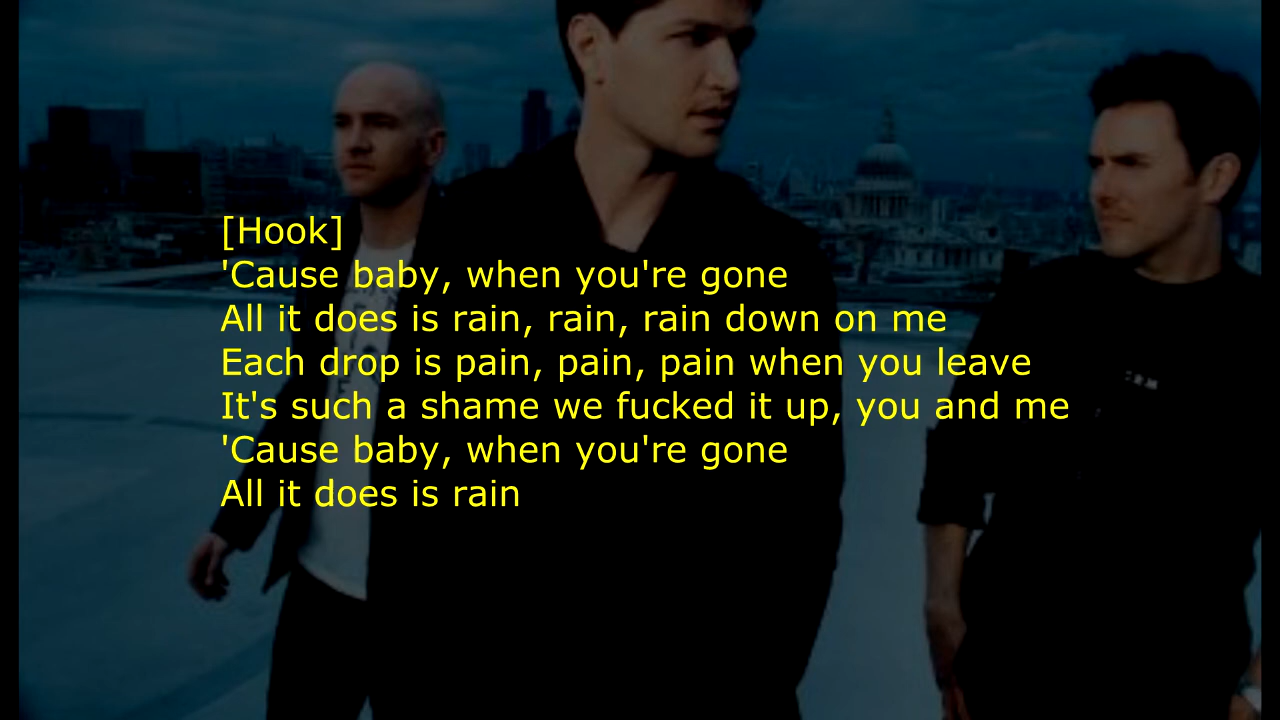 [Hook]
'Cause baby, when you're gone
All it does is rain, rain, rain down on me
Each drop is pain, pain, pain when you leave
It's such a shame we fucked it up, you and me
'Cause baby, when you're gone
All it does is rain